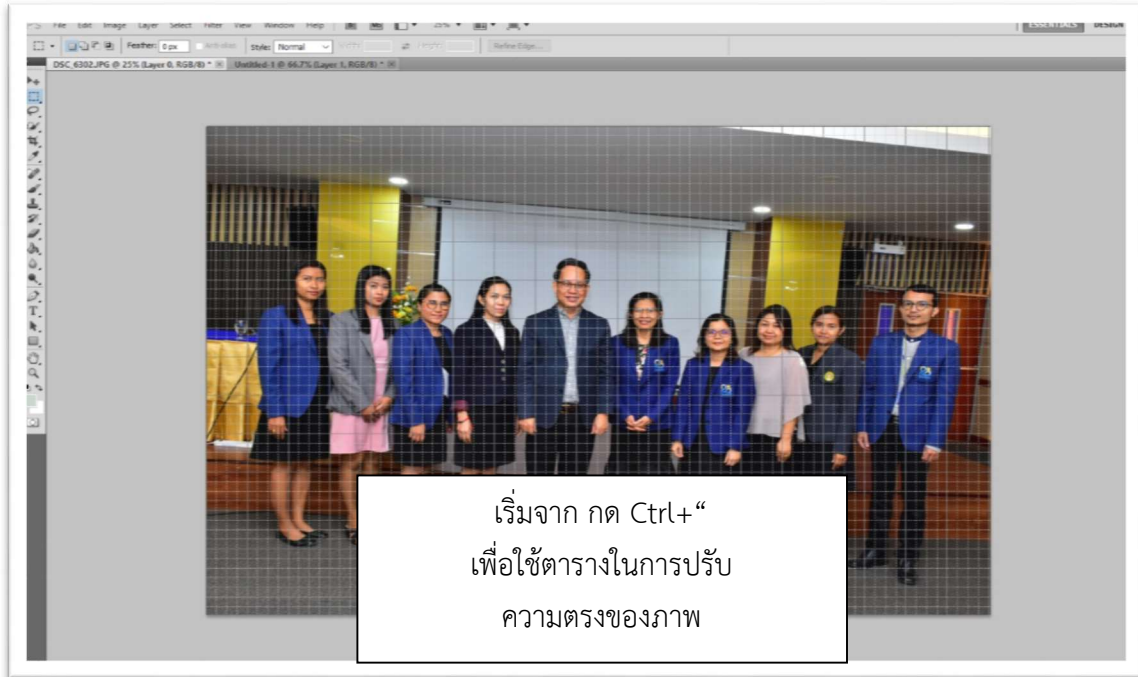 File Edit Image Layer Select Filter View Window Help 25%
ESSENTIALS DESIGN
Feather: 0 px Anti-alias Style: Normal Width: Height: Refine Edge...
DSC_6302.JPG @ 25% (Layer 0, RGB/8) * Untitled-1 @ 66.7% (Layer 1, RGB/8) *
เริ่มจาก กด Ctrl+“
เพื่อใช้ตารางในการปรับ
ความตรงของภาพ